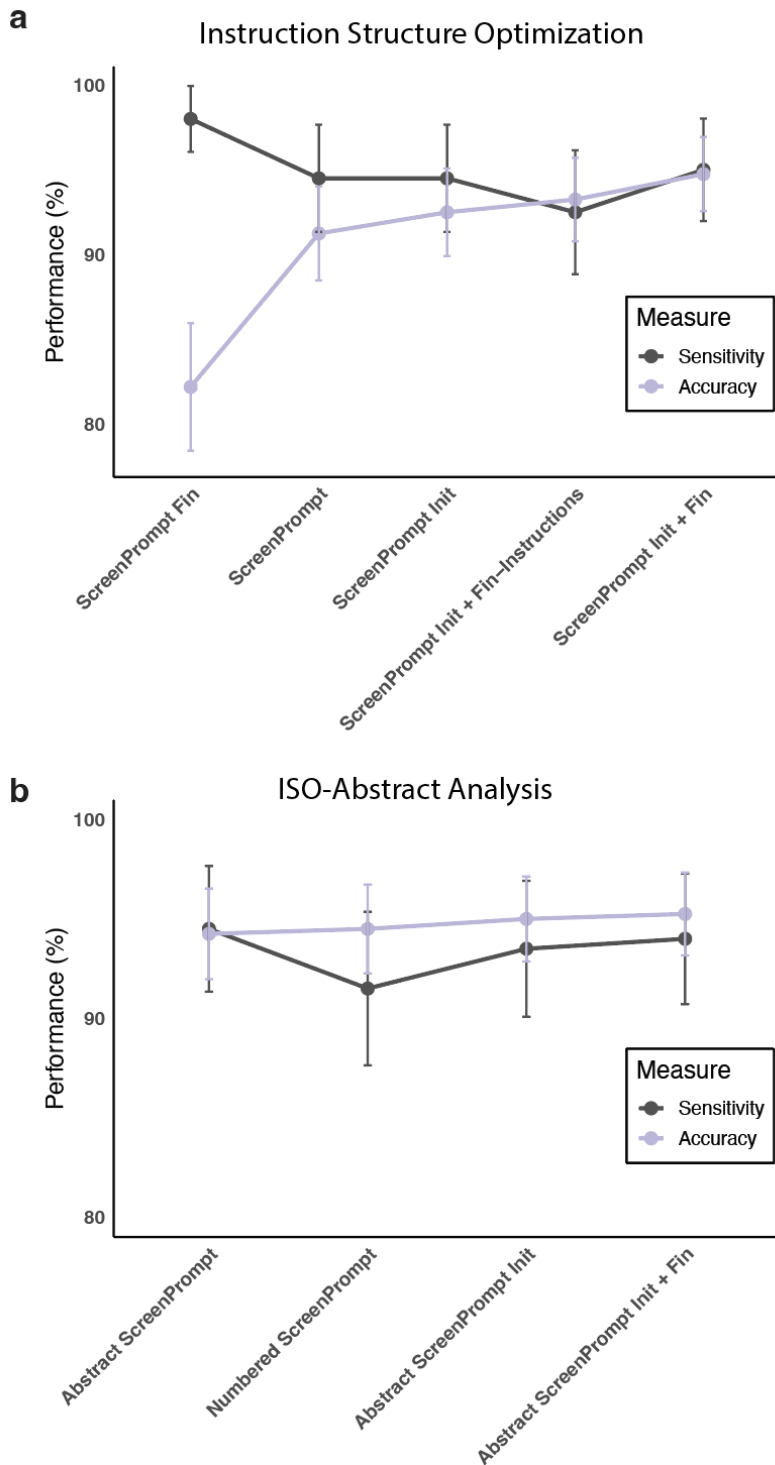 a
Instruction Structure Optimization
100
90
80
Performance (%)
Measure
Sensitivity
Accuracy
ScreenPrompt Fin
ScreenPrompt
ScreenPrompt Init
ScreenPrompt Init + Fin–Instructions
ScreenPrompt Init + Fin
b
ISO-Abstract Analysis
100
90
80
Performance (%)
Measure
Sensitivity
Accuracy
Abstract ScreenPrompt
Numbered ScreenPrompt
Abstract ScreenPrompt Init
Abstract ScreenPrompt Init + Fin